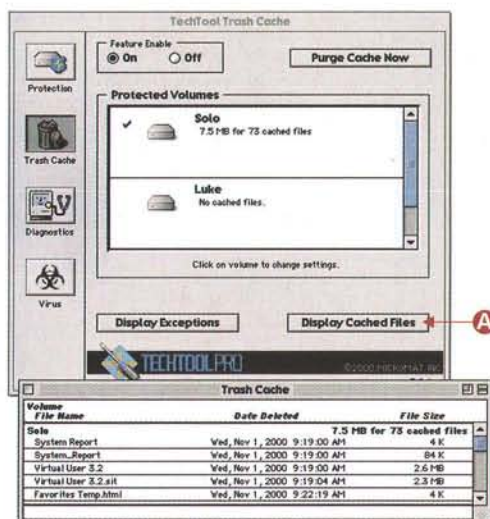 TechTool Trash Cache
Feature Enable
On Off
Purge Cache Now
Protection
Protected Volumes
Solo
7.5 MB for 73 cached files
Trash Cache
Luke
No cached files.
Diagnostics
Click on volume to change settings.
Virus
Display Exceptions Display Cached Files A
TECHTOOL PRO ©2000 MICROMAT INC
Trash Cache
Volume
File Name Date Deleted File Size
Solo 7.5 MB for 73 cached files
System Report Wed, Nov 1, 2000 9:19:00 AM 4 K
System_Report Wed, Nov 1, 2000 9:19:00 AM 84 K
Virtual User 3.2 Wed, Nov 1, 2000 9:19:00 AM 2.6 MB
Virtual User 3.2.sit Wed, Nov 1, 2000 9:19:04 AM 2.3 MB
Favorites Temp.html Wed, Nov 1, 2000 9:22:19 AM 4 K